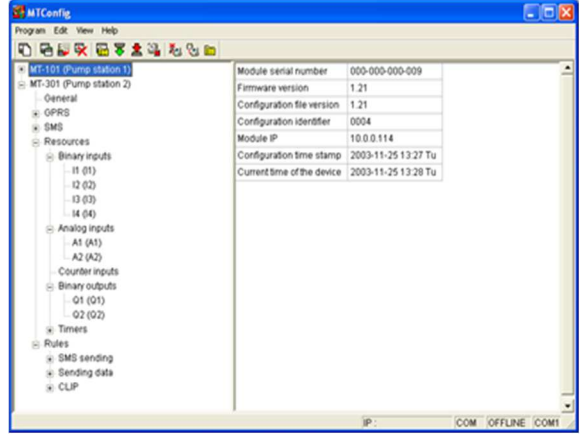 MTConfig
Program Edit View Help
MT-101 (Pump station 1)
MT-301 (Pump station 2)
General
GPRS
SMS
Resources
Binary inputs
I1 (I1)
I2 (I2)
I3 (I3)
I4 (I4)
Analog inputs
A1 (A1)
A2 (A2)
Counter inputs
Binary outputs
Q1 (Q1)
Q2 (Q2)
Timers
Rules
SMS sending
Sending data
CLIP
Module serial number 000-000-000-009
Firmware version 1.21
Configuration file version 1.21
Configuration identifier 0004
Module IP 10.0.0.114
Configuration time stamp 2003-11-25 13:27 Tu
Current time of the device 2003-11-25 13:28 Tu
IP : COM OFFLINE COM1